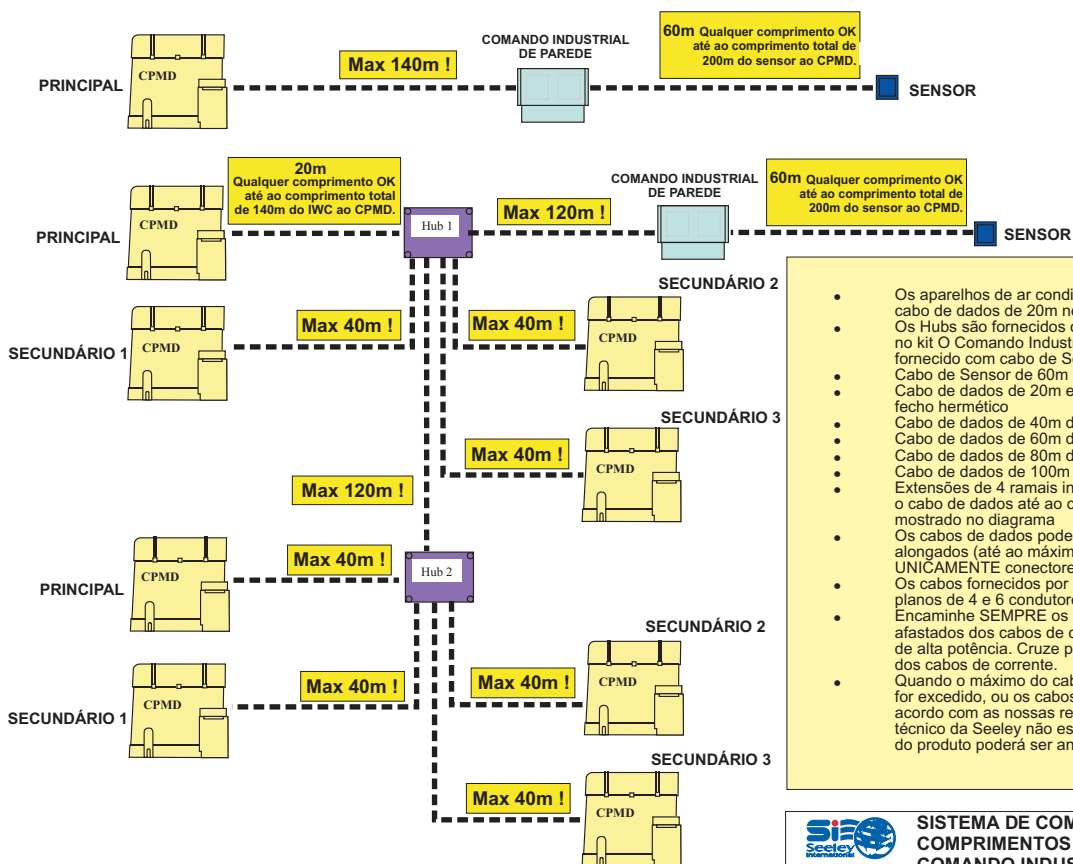 60m Qualquer comprimento OK
até ao comprimento total de
200m do sensor ao CPMD.
COMANDO INDUSTRIAL
DE PAREDE
Max 140m !
CPMD
PRINCIPAL
SENSOR
20m
Qualquer comprimento OK
até ao comprimento total
de 140m do IWC ao CPMD.
COMANDO INDUSTRIAL
DE PAREDE
60m Qualquer comprimento OK
até ao comprimento total de
200m do sensor ao CPMD.
CPMD
Hub 1
Max 120m !
PRINCIPAL
SENSOR
SECUNDÁRIO 2
Max 40m !
Max 40m !
CPMD
CPMD
SECUNDÁRIO 1
SECUNDÁRIO 3
Max 40m !
CPMD
Max 120m !
Max 40m !
CPMD
Hub 2
PRINCIPAL
SECUNDÁRIO 2
Max 40m !
Max 40m !
CPMD
CPMD
SECUNDÁRIO 1
SECUNDÁRIO 3
Max 40m !
CPMD
• Os aparelhos de ar condi
cabo de dados de 20m n
• Os Hubs são fornecidos
no kit O Comando Indust
fornecido com cabo de S
• Cabo de Sensor de 60m
• Cabo de dados de 20m e
fecho hermético
• Cabo de dados de 40m d
• Cabo de dados de 60m d
• Cabo de dados de 80m d
• Cabo de dados de 100m
• Extensões de 4 ramais in
o cabo de dados até ao c
mostrado no diagrama
• Os cabos de dados pode
alongados (até ao máxim
UNICAMENTE conectore
• Os cabos fornecidos por
planos de 4 e 6 condutor
• Encaminhe SEMPRE os
afastados dos cabos de c
de alta potência. Cruze p
dos cabos de corrente.
• Quando o máximo do cab
for excedido, ou os cabos
acordo com as nossas re
técnico da Seeley não es
do produto poderá ser an
Seeley
International
SISTEMA DE COM
COMPRIMENTOS
COMANDO INDUS